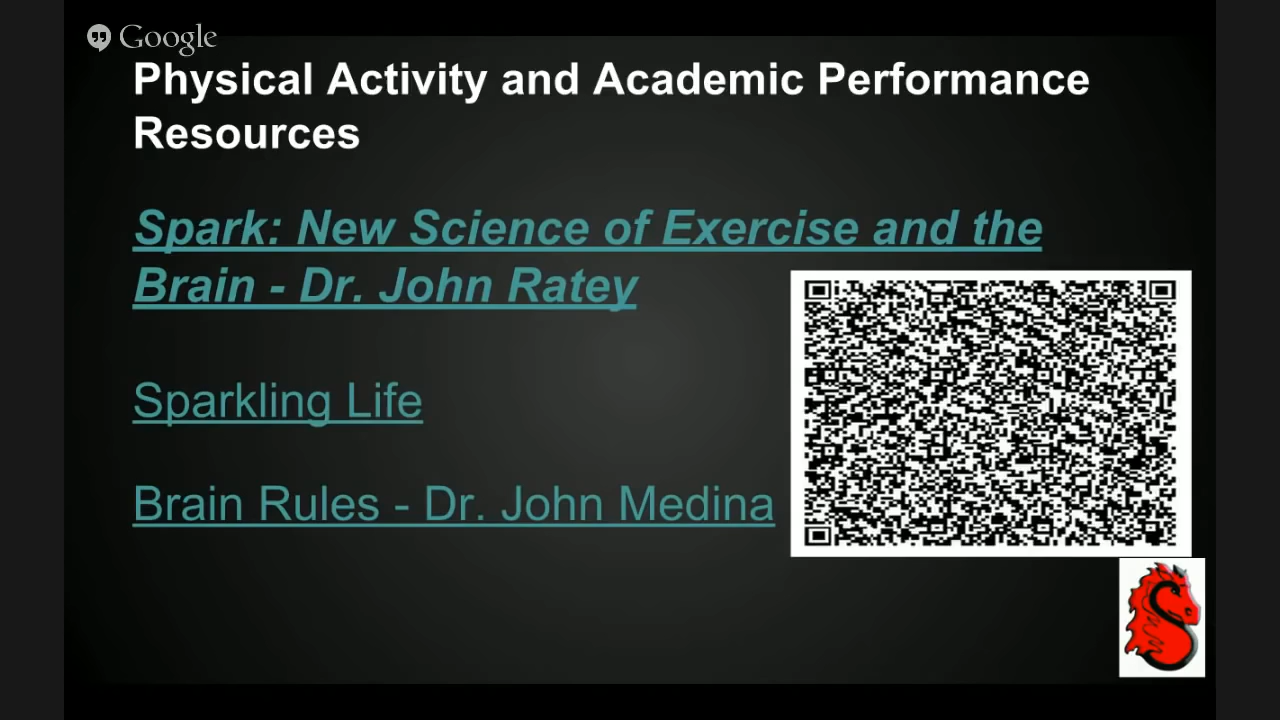 Google
Physical Activity and Academic Performance
Resources
Spark: New Science of Exercise and the
Brain - Dr. John Ratey
Sparkling Life
Brain Rules - Dr. John Medina